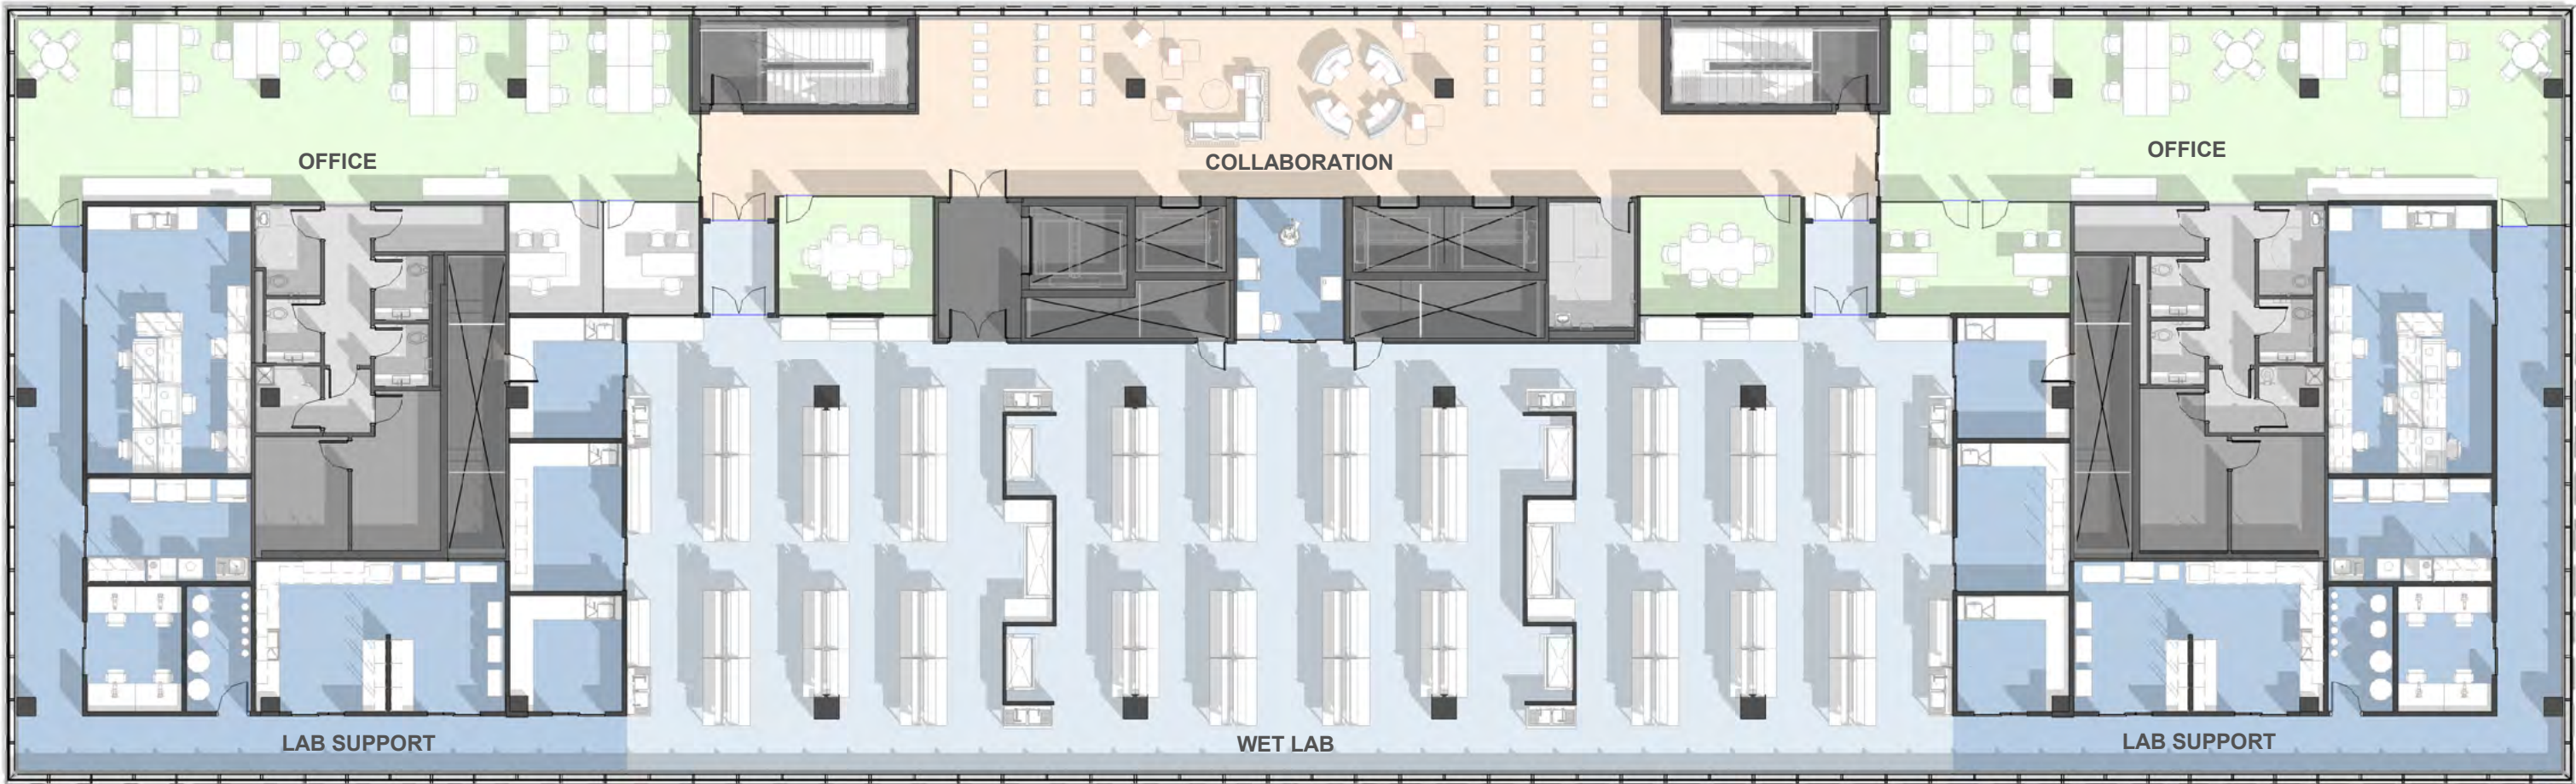 OFFICE
COLLABORATION
OFFICE
LAB SUPPORT
WET LAB
LAB SUPPORT